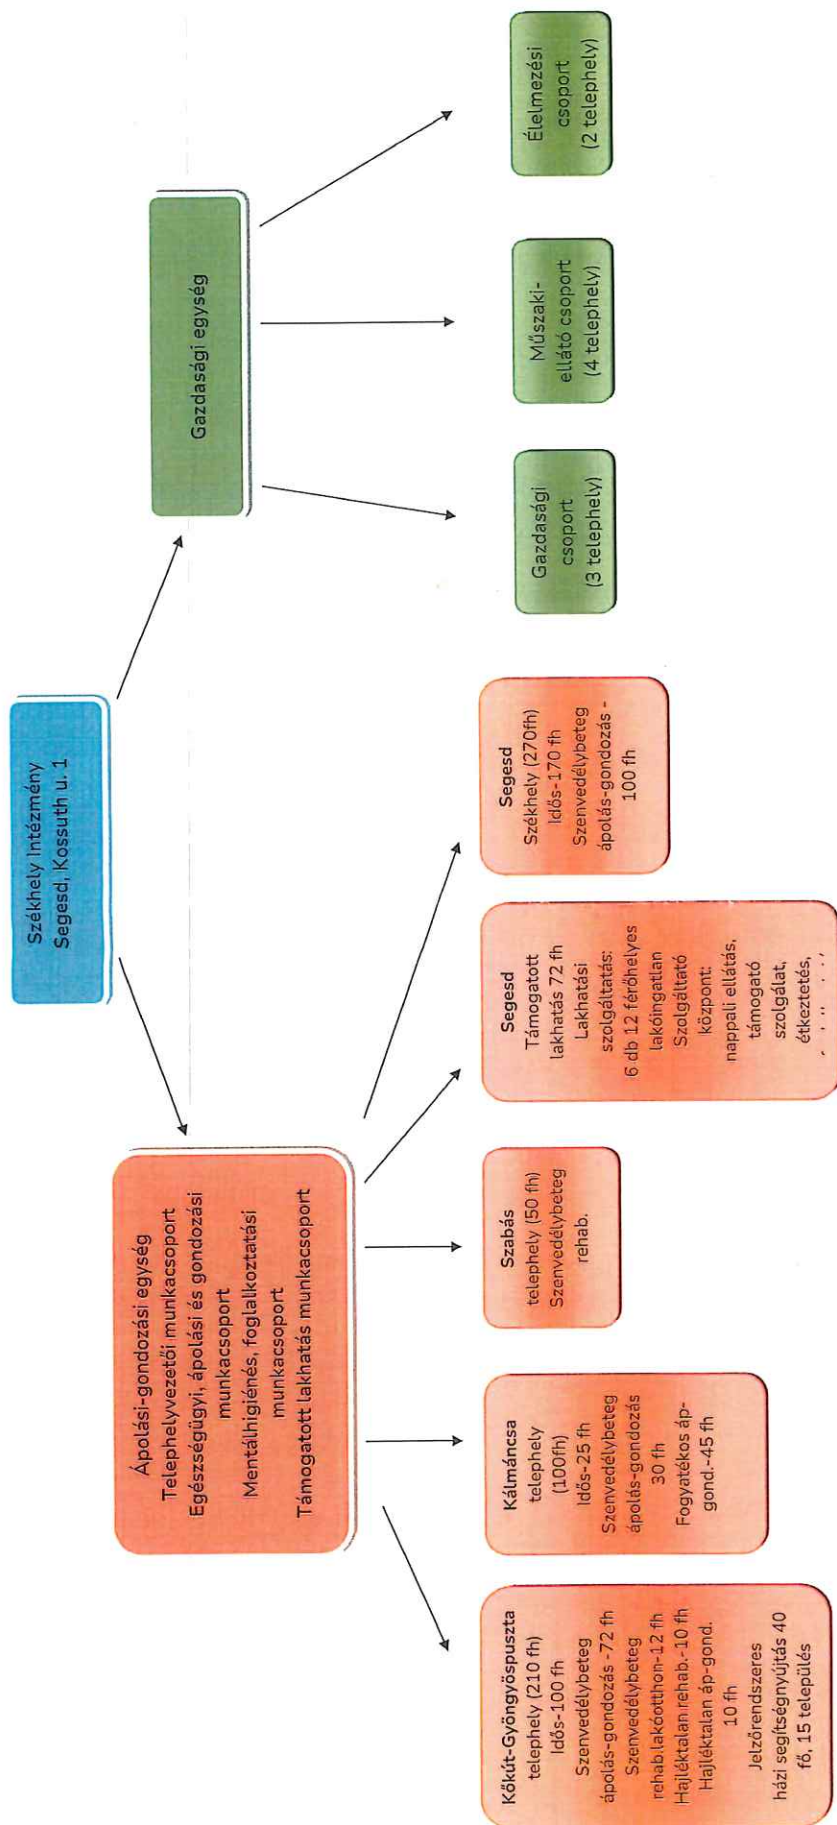 Székhely Intézmény
Segesd, Kossuth u. 1
Ápolási-gondozási egység
Telephelyvezetői munkacsoport
Egészségügyi, ápolási és gondozási
munkacsoport
Mentálhigiénés, foglalkoztatási
munkacsoport
Támogatott lakhatás munkacsoport
Gazdasági egység
Kőkút-Gyöngyöspuszta
telephely (210 fh)
Idős-100 fh
Szenvedélybeteg
ápolás-gondozás -72 fh
Szenvedélybeteg
rehab.lakóotthon-12 fh
Hajléktalan rehab.-10 fh
Hajléktalan áp-gond.
10 fh
Jelzőrendszeres
házi segítségnyújtás 40
fő, 15 település
Kálmáncsa
telephely
(100fh)
Idős-25 fh
Szenvedélybeteg
ápolás-gondozás
30 fh
Fogyatékos áp-
gond.-45 fh
Szabás
telephely (50 fh)
Szenvedélybeteg
rehab.
Segesd
Támogatott
lakhatás 72 fh
Lakhatási
szolgáltatás:
6 db 12 férőhelyes
lakóingatlan
Szolgáltató
központ:
nappali ellátás,
támogató
szolgálat,
étkeztetés,
Segesd
Székhely (270fh)
Idős-170 fh
Szenvedélybeteg
ápolás-gondozás -
100 fh
Gazdasági
csoport
(3 telephely)
Műszaki-
ellátó csoport
(4 telephely)
Élelmezési
csoport
(2 telephely)